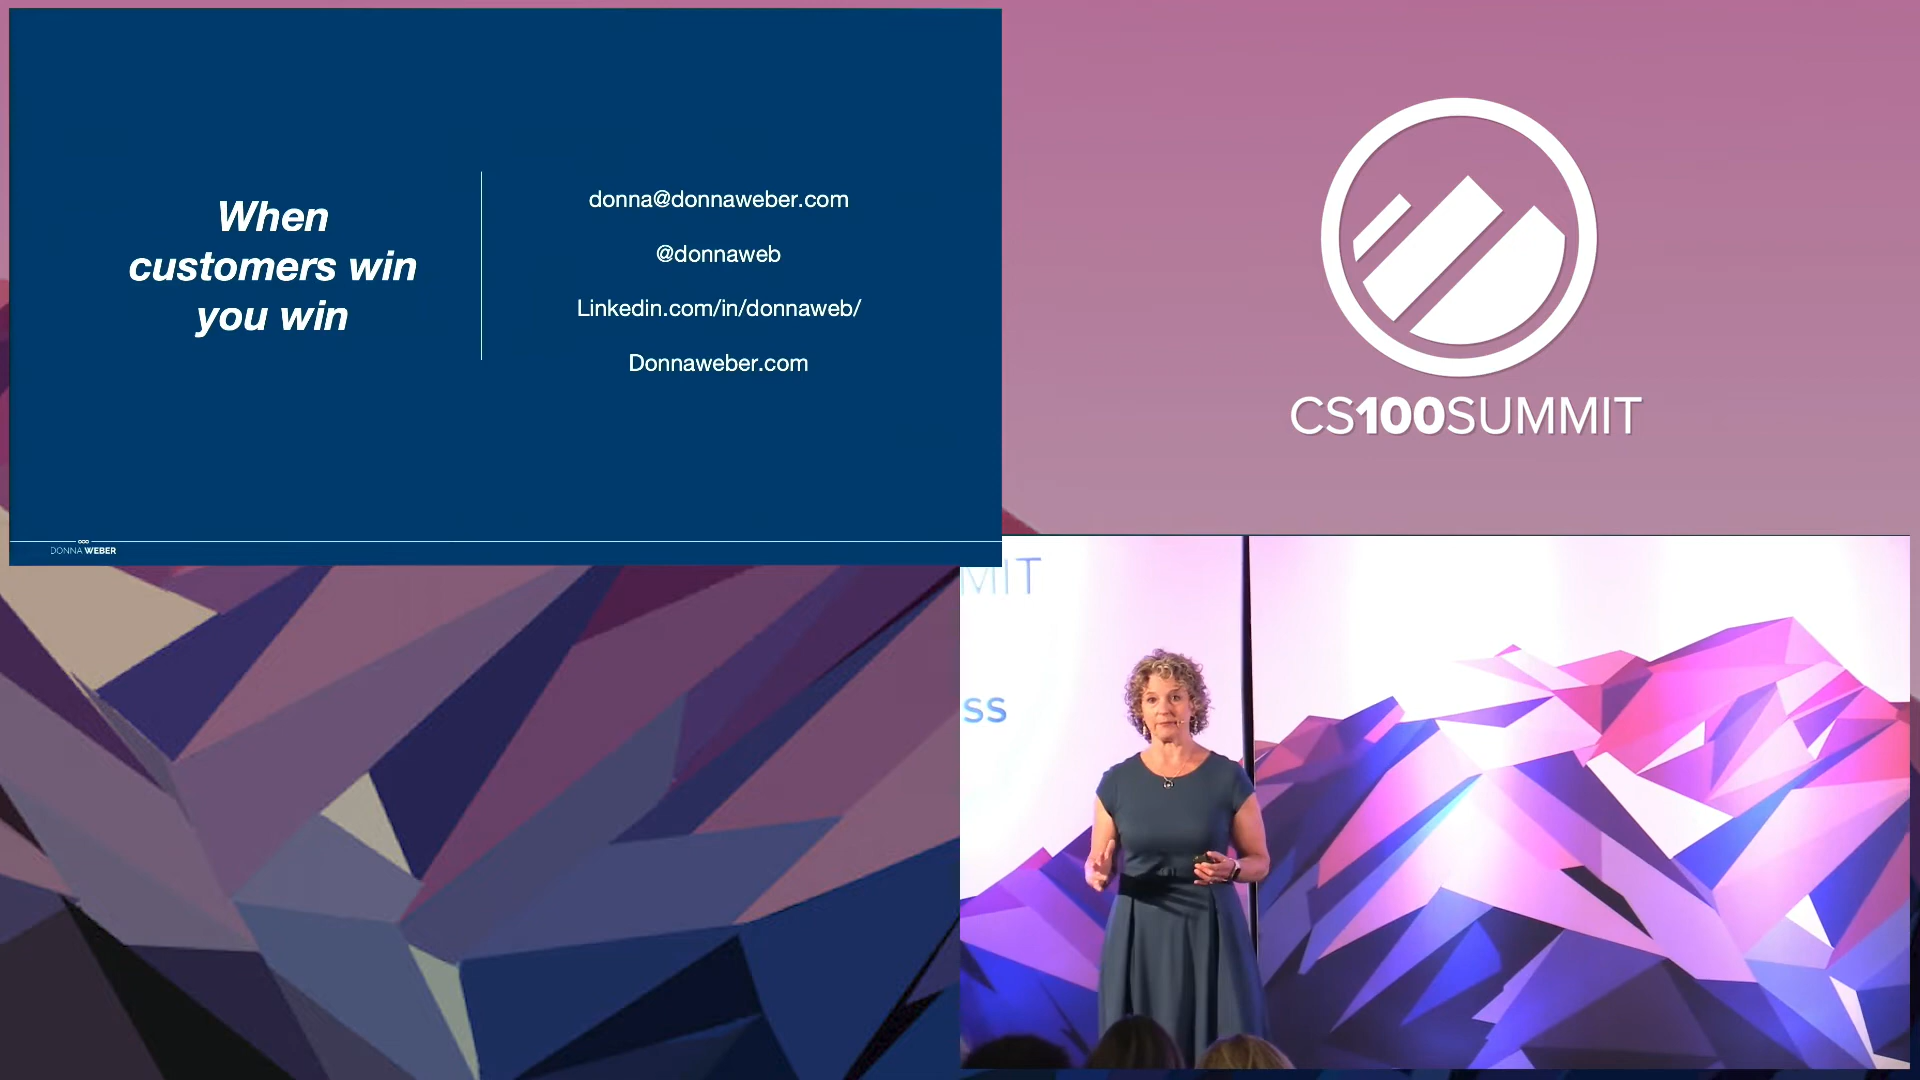 When
customers win
you win
donna@donnaweber.com
@donnaweb
Linkedin.com/in/donnaweb/
Donnaweber.com
DONNA WEBER
CS100SUMMIT
MIT
ss